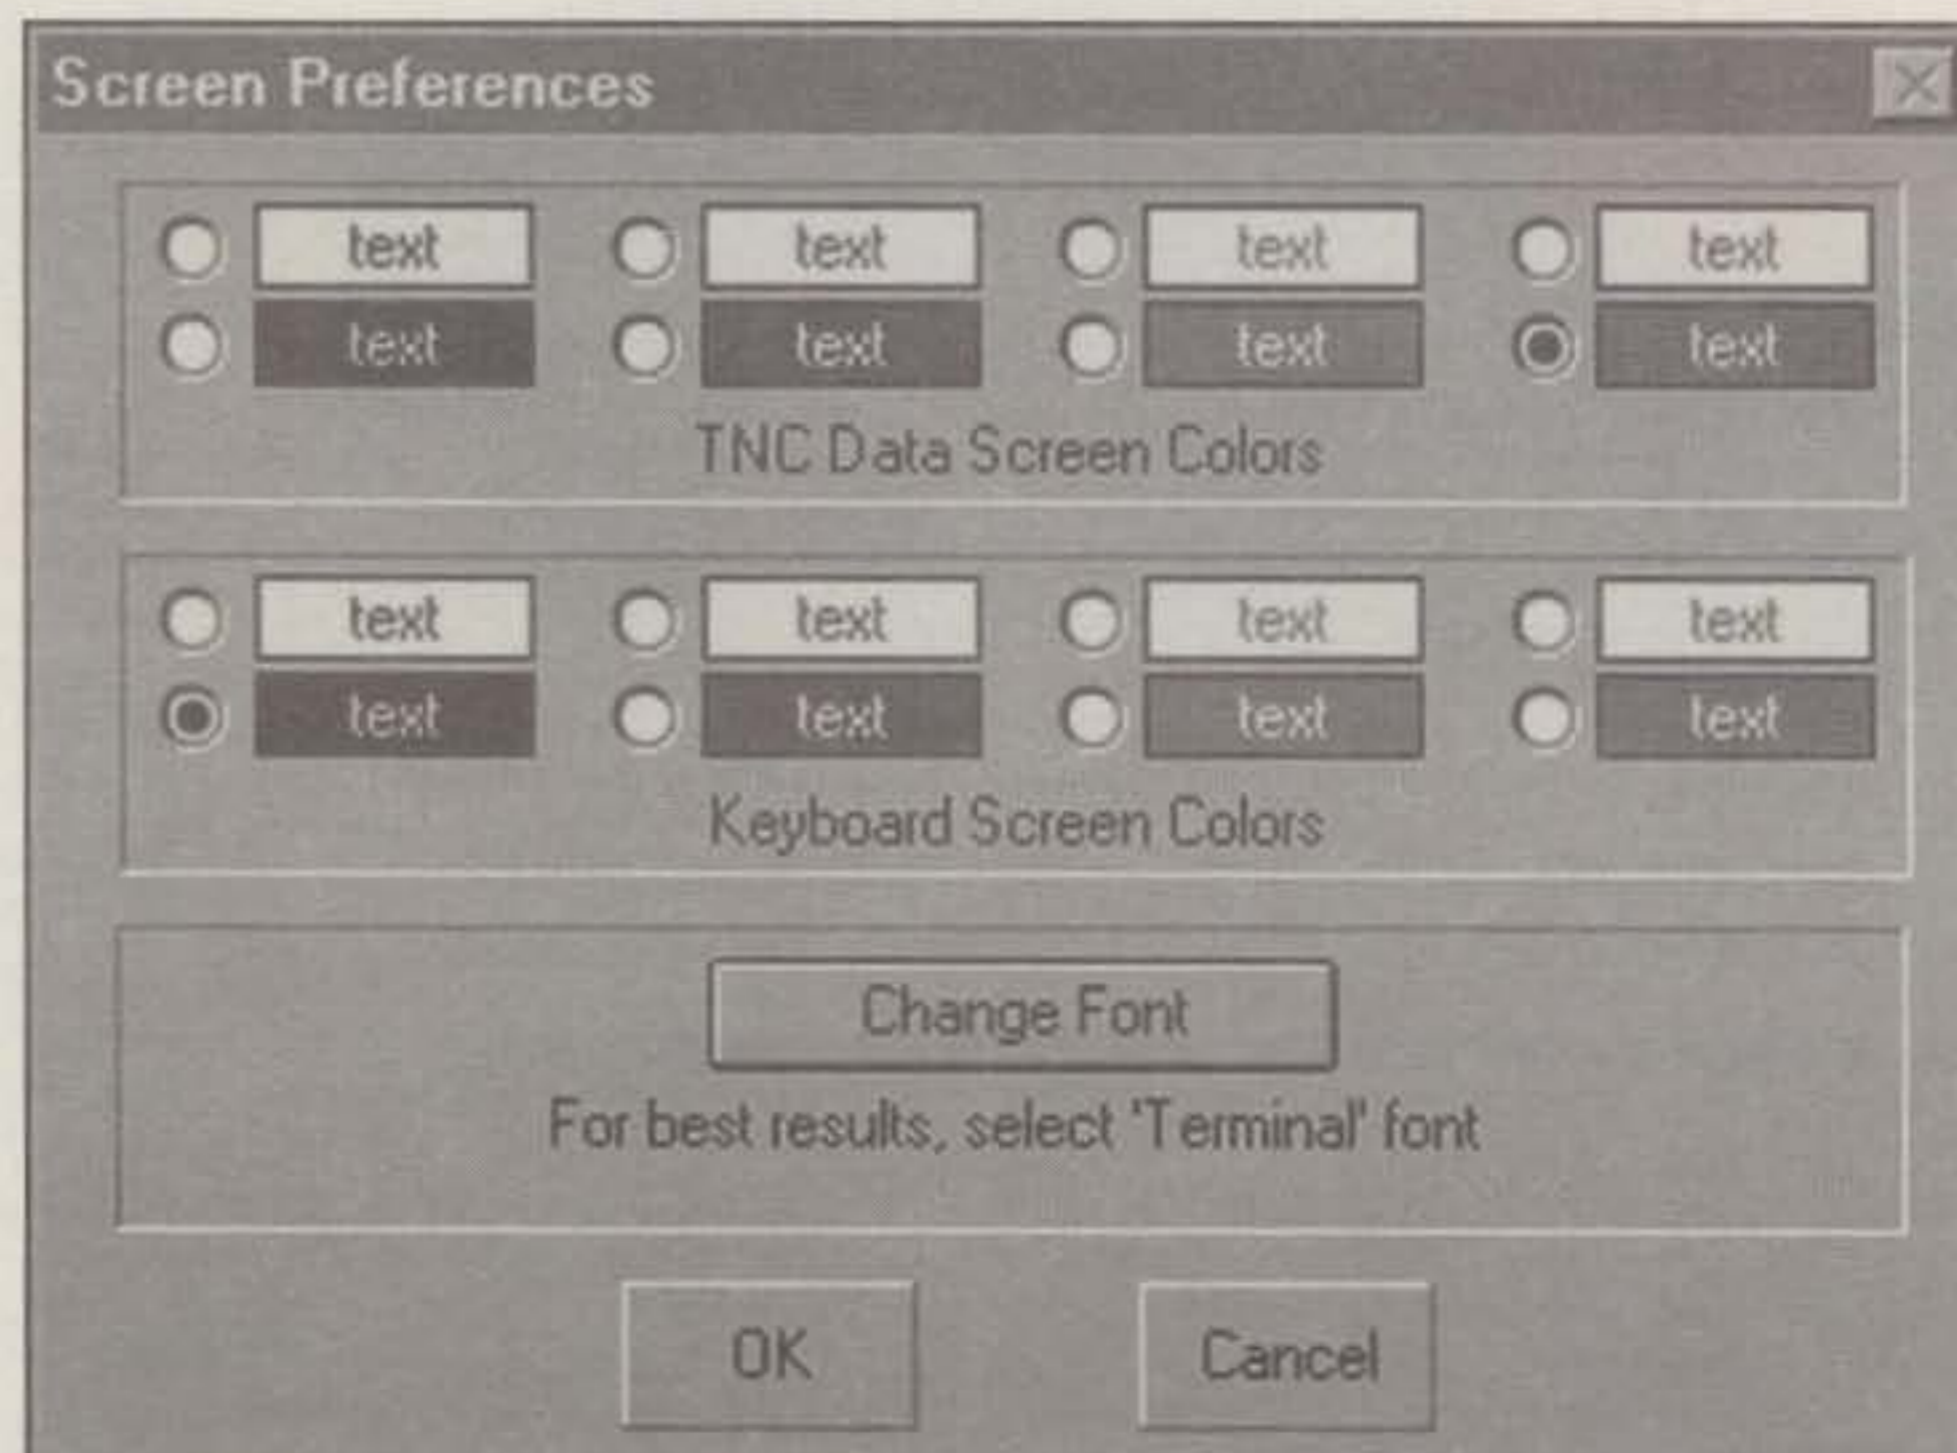 Screen Preferences
text text text text
text text text text
TNC Data Screen Colors
text text text text
text text text text
Keyboard Screen Colors
Change Font
For best results, select 'Terminal' font
OK Cancel